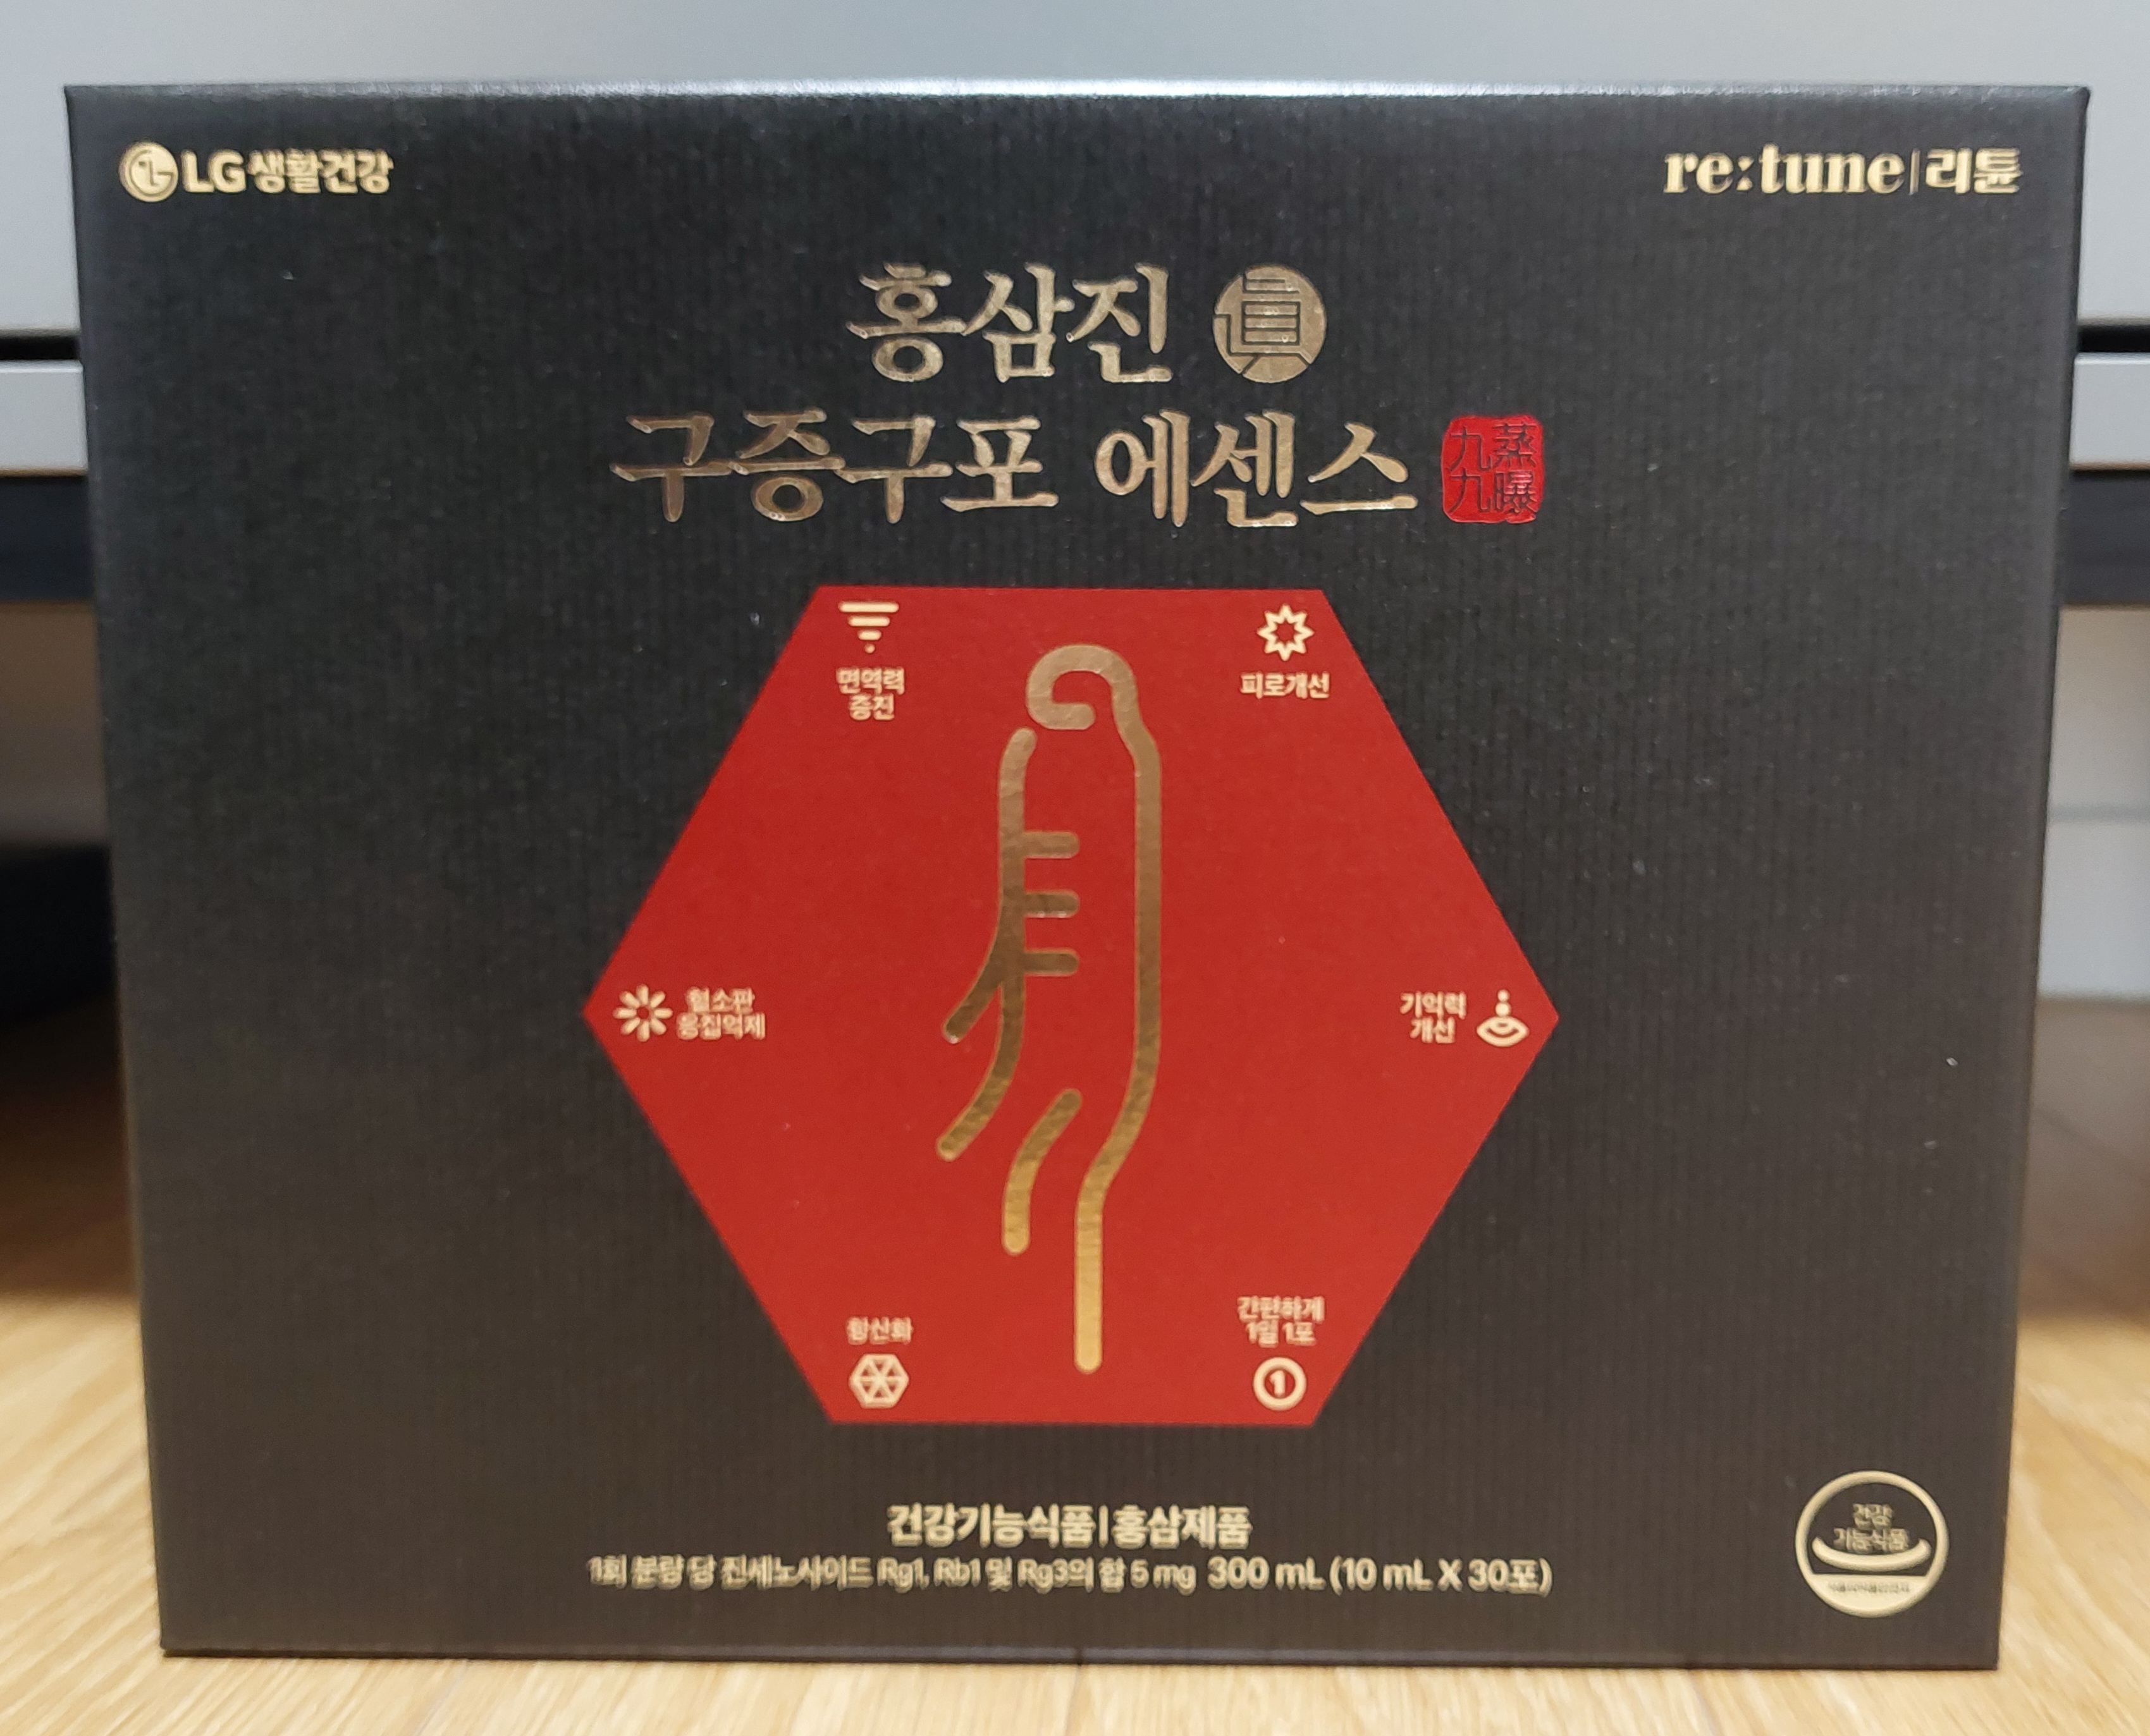 LG생활건강
re:tune|리튠
홍삼진 眞
구증구포 에센스 九蒸九曝
면역력
증진
피로개선
혈소판
응집억제
기억력
개선
항산화
간편하게
1일 1포
1
건강기능식품|홍삼제품
1회 분량 당 진세노사이드 Rg1, Rb1 및 Rg3의 합 5 mg 300 mL (10 mL X 30포)
건강
기능식품